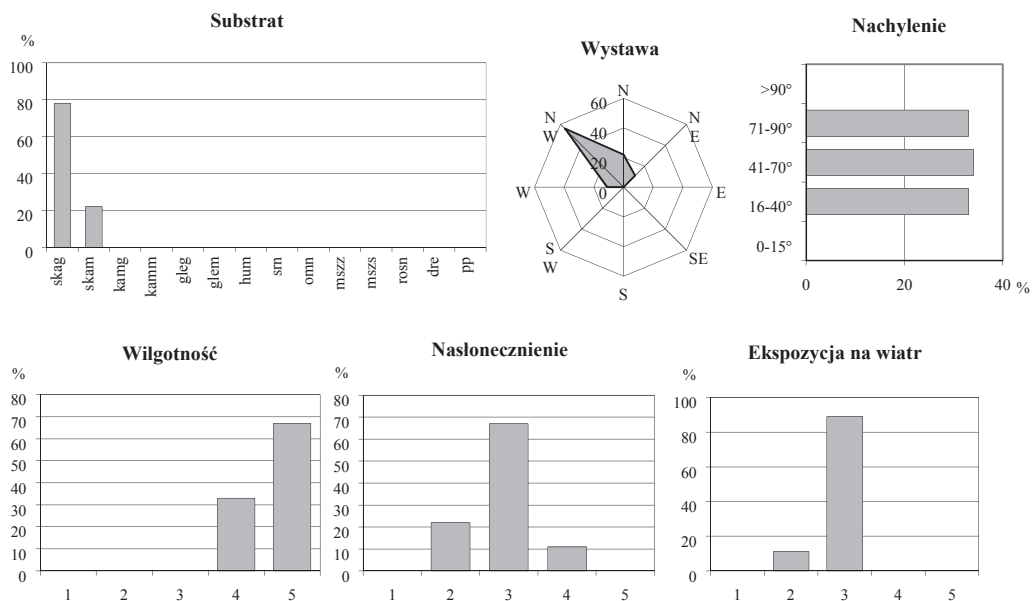 Substrat
%
100
80
60
40
20
0
skag
skam
kamg
kamm
gleg
glem
hum
srn
omn
mszz
mszs
rosn
dre
pp
Wystawa
N
N
E
E
SE
S
S
W
W
N
W
60
40
20
0
Nachylenie
>90°
71-90°
41-70°
16-40°
0-15°
0 20 40 %
Wilgotność
%
80
70
60
50
40
30
20
10
0
1 2 3 4 5
Nasłonecznienie
%
80
70
60
50
40
30
20
10
0
1 2 3 4 5
Ekspozycja na wiatr
%
100
80
60
40
20
0
1 2 3 4 5